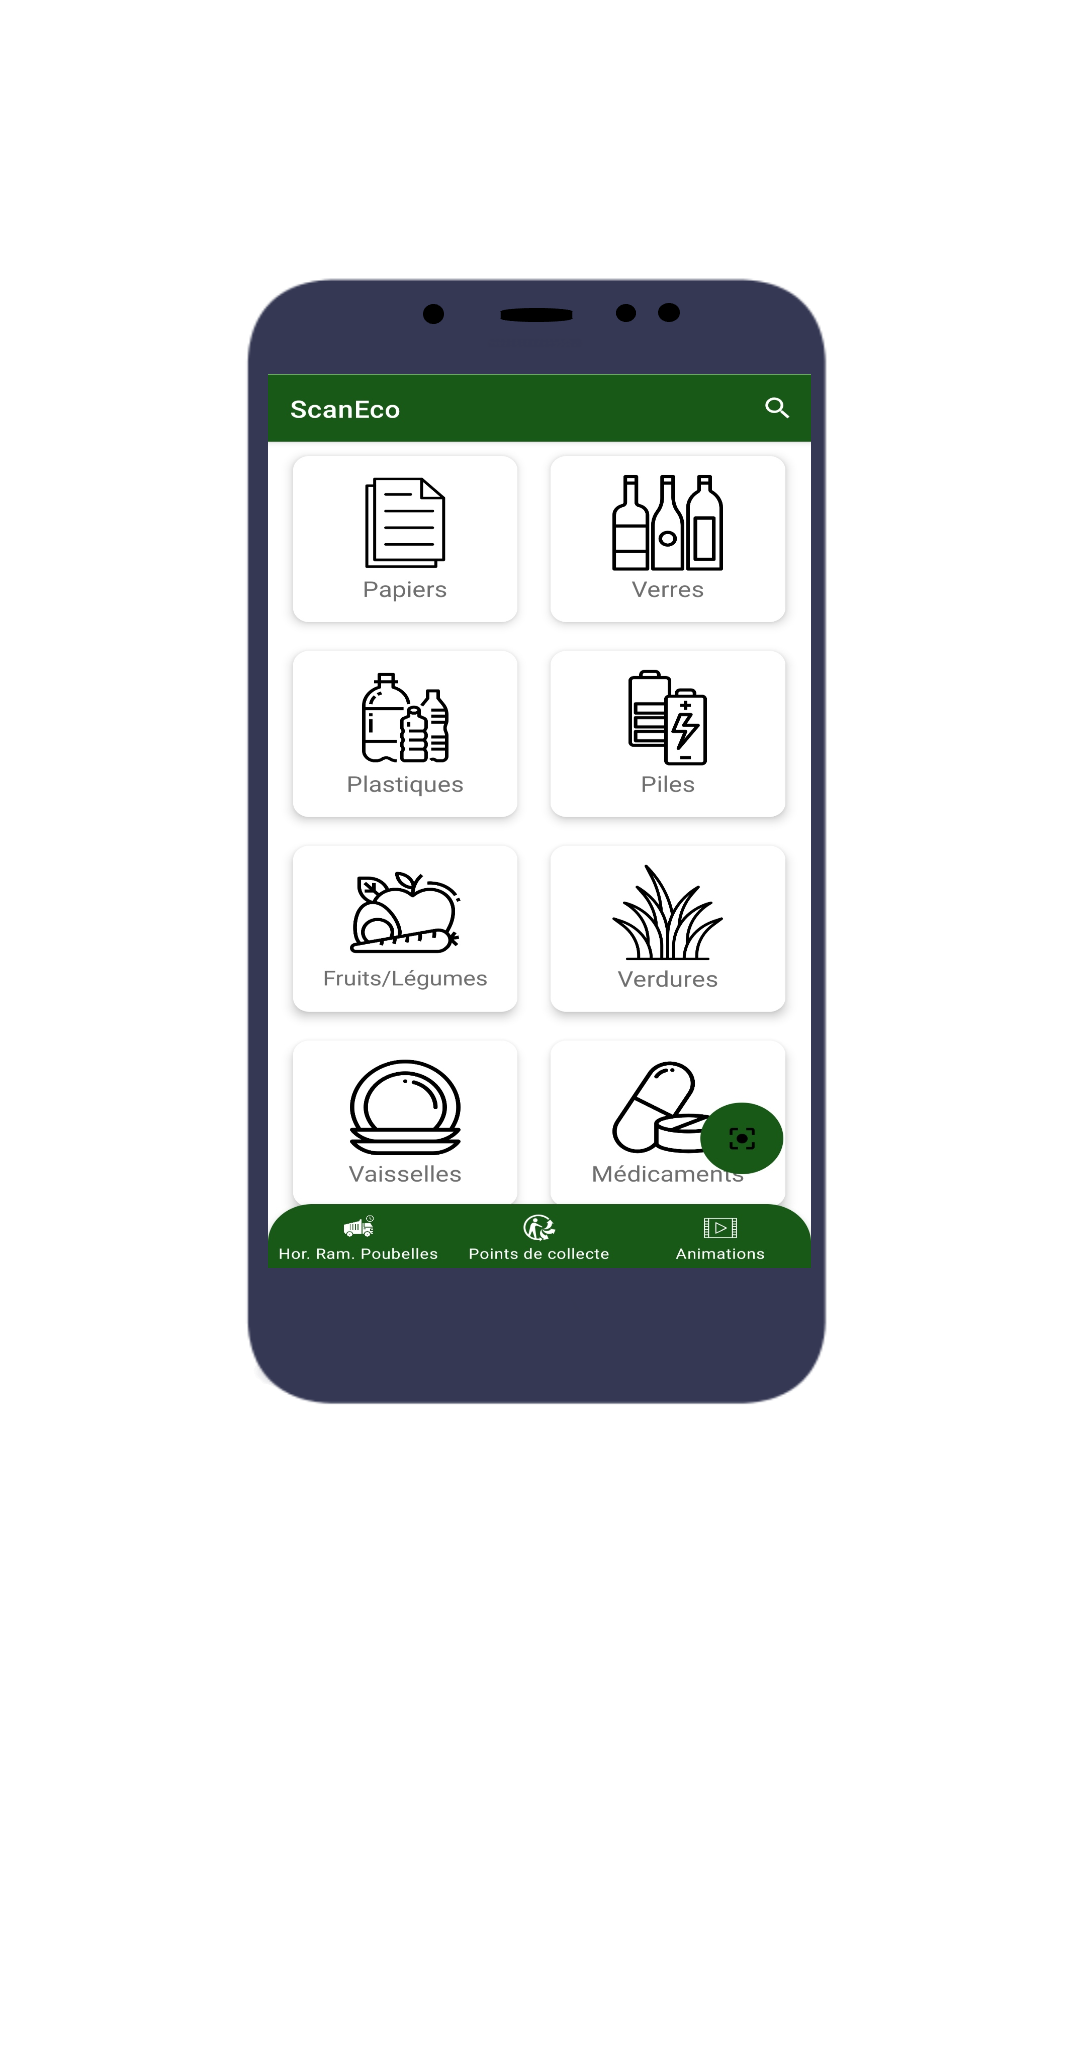 ScanEco
Papiers
Verres
Plastiques
Piles
Fruits/Légumes
Verdures
Vaisselles
Médicaments
Hor. Ram. Poubelles
Points de collecte
Animations